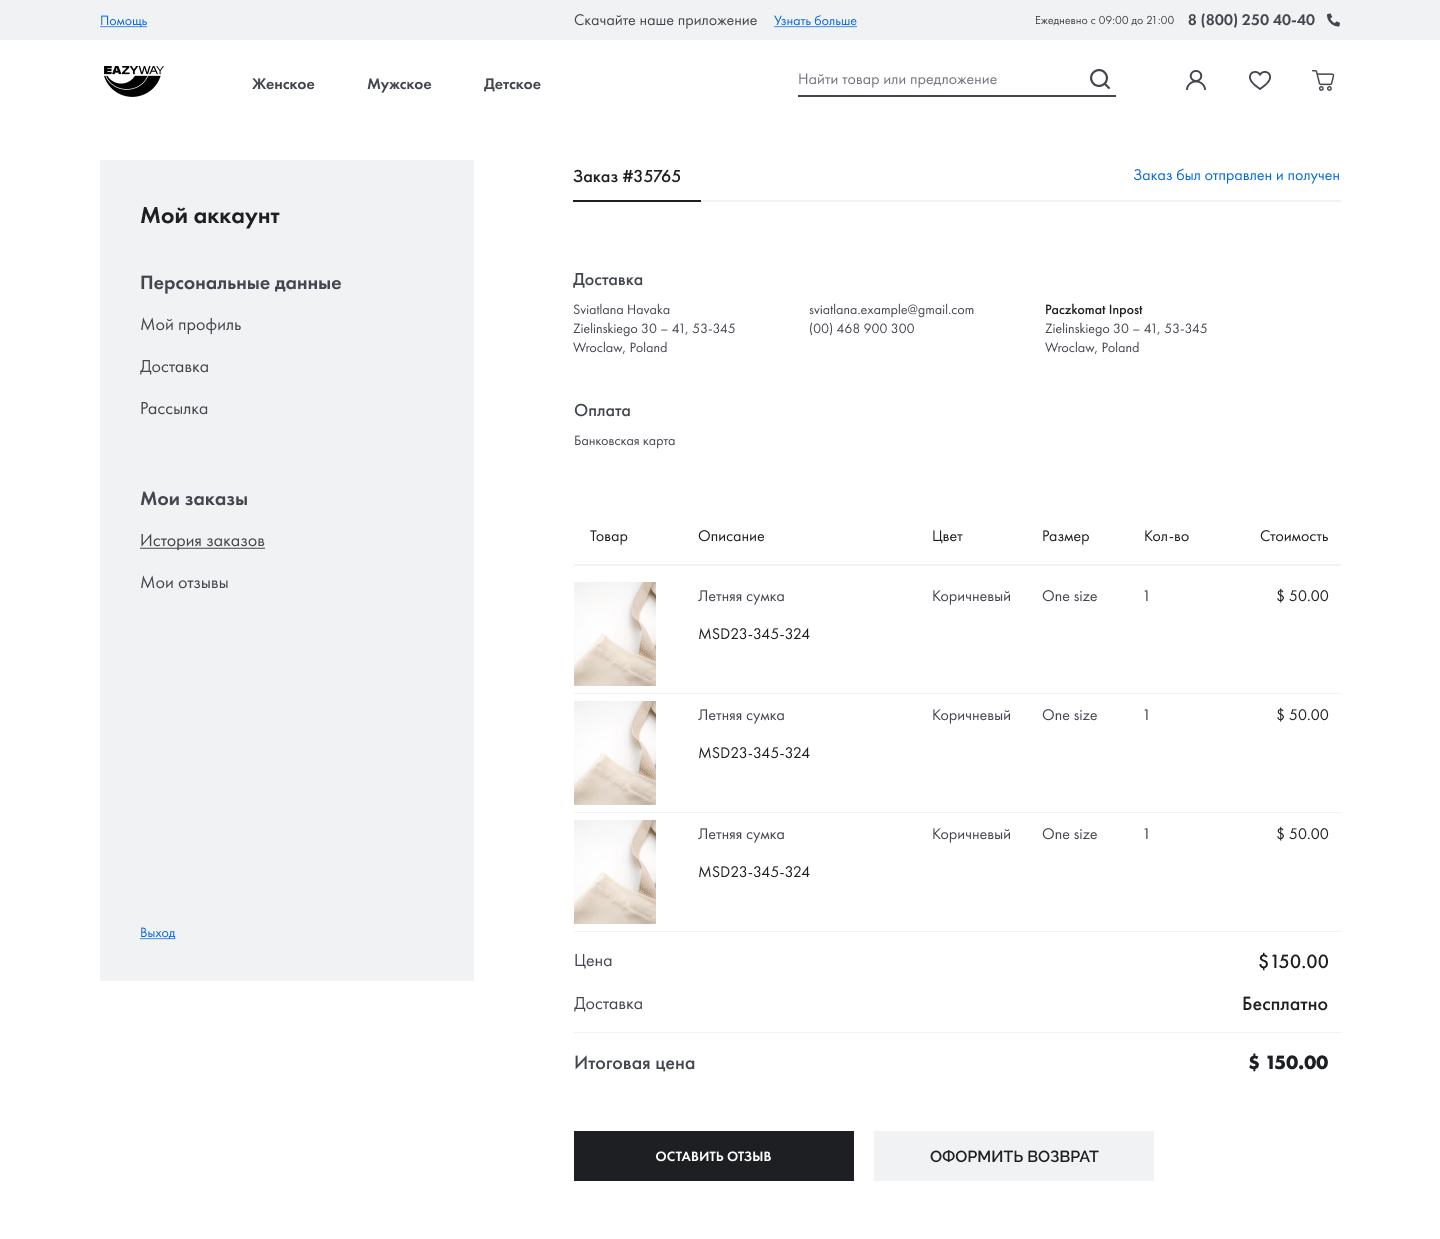 Помощь
Скачайте наше приложение Узнать больше
Ежедневно с 09:00 до 21:00 8 (800) 250 40-40
EAZYWAY
Женское Мужское Детское
Найти товар или предложение
Мой аккаунт
Персональные данные
Мой профиль
Доставка
Рассылка
Мои заказы
История заказов
Мои отзывы
Выход
Заказ #35765
Заказ был отправлен и получен
Доставка
Sviatlana Havaka
Zielinskiego 30 – 41, 53-345
Wroclaw, Poland
sviatlana.example@gmail.com
(00) 468 900 300
Paczkomat Inpost
Zielinskiego 30 – 41, 53-345
Wroclaw, Poland
Оплата
Банковская карта
Товар Описание Цвет Размер Кол-во Стоимость
Летняя сумка Коричневый One size 1 $ 50.00
MSD23-345-324
Летняя сумка Коричневый One size 1 $ 50.00
MSD23-345-324
Летняя сумка Коричневый One size 1 $ 50.00
MSD23-345-324
Цена $150.00
Доставка Бесплатно
Итоговая цена $ 150.00
ОСТАВИТЬ ОТЗЫВ ОФОРМИТЬ ВОЗВРАТ